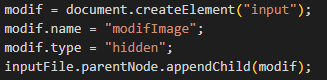 modif = document.createElement("input");
modif.name = "modifImage";
modif.type = "hidden";
inputFile.parentNode.appendChild(modif);